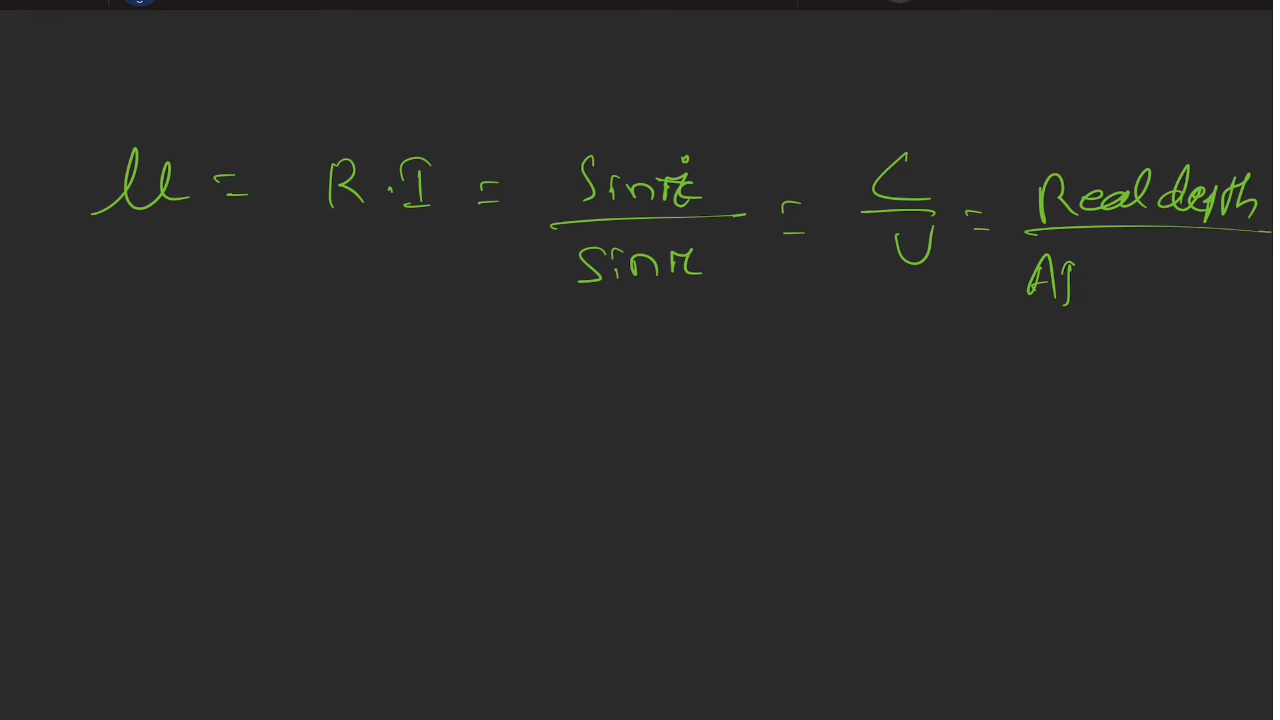 μ = R.I = Sin i / Sin r = C / V = Real depth / Ap